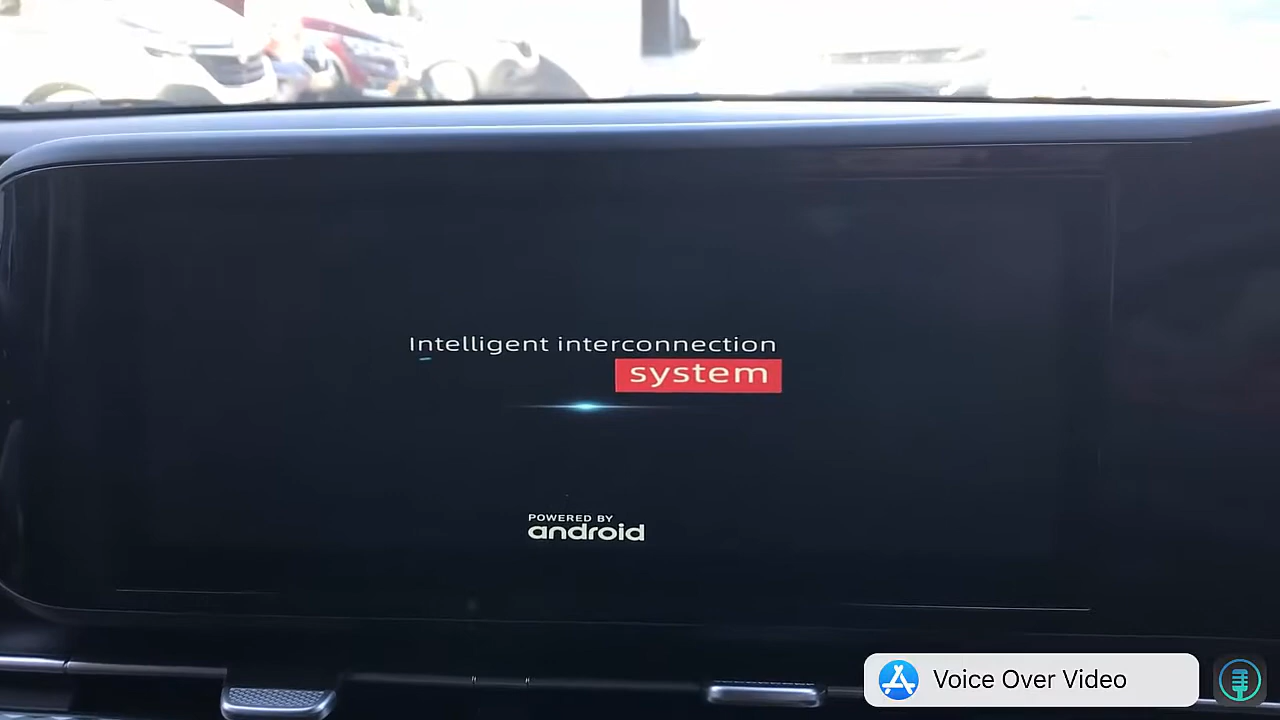 Intelligent interconnection
system
POWERED BY
android
Voice Over Video